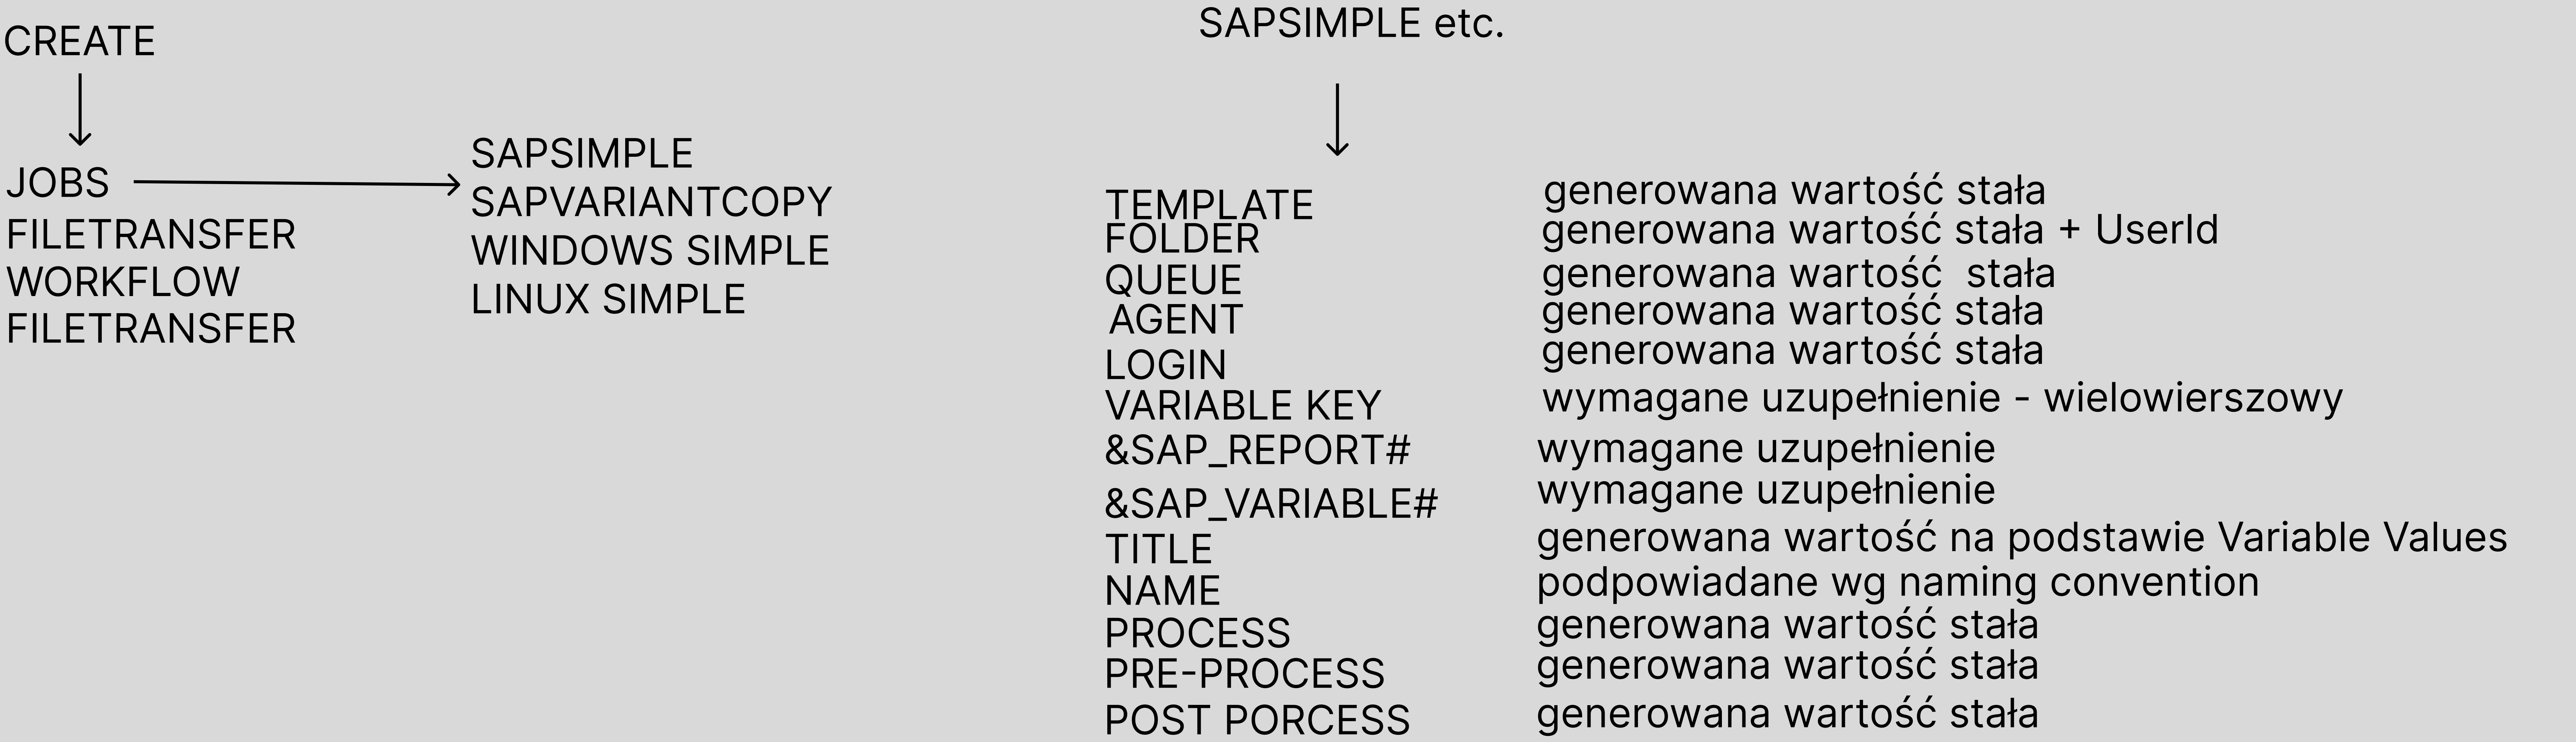 CREATE
JOBS
FILETRANSFER
WORKFLOW
FILETRANSFER
SAPSIMPLE
SAPVARIANTCOPY
WINDOWS SIMPLE
LINUX SIMPLE
SAPSIMPLE etc.
TEMPLATE generowana wartość stała
FOLDER generowana wartość stała + UserId
QUEUE generowana wartość stała
AGENT generowana wartość stała
LOGIN generowana wartość stała
VARIABLE KEY wymagane uzupełnienie - wielowierszowy
&SAP_REPORT# wymagane uzupełnienie
&SAP_VARIABLE# wymagane uzupełnienie
TITLE generowana wartość na podstawie Variable Values
NAME podpowiadane wg naming convention
PROCESS generowana wartość stała
PRE-PROCESS generowana wartość stała
POST PORCESS generowana wartość stała